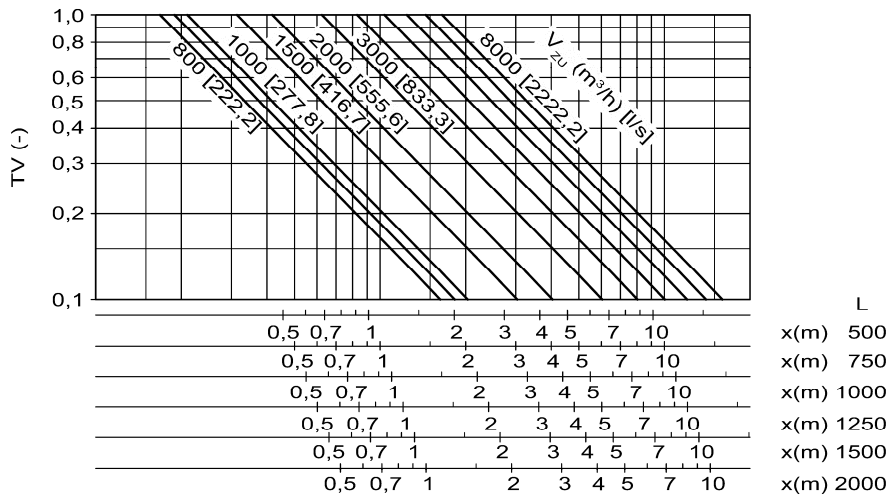 1,0
0,8
0,6
0,5
0,4
0,3
0,2
0,1
TV (-)
800 [222,2]
1000 [277,8]
1500 [416,7]
2000 [555,6]
3000 [833,3]
8000 [2222,2]
V zu (m³/h) [l/s]
L
0,5 0,7 1 2 3 4 5 7 10 x(m) 500
0,5 0,7 1 2 3 4 5 7 10 x(m) 750
0,5 0,7 1 2 3 4 5 7 10 x(m) 1000
0,5 0,7 1 2 3 4 5 7 10 x(m) 1250
0,5 0,7 1 2 3 4 5 7 10 x(m) 1500
0,5 0,7 1 2 3 4 5 7 10 x(m) 2000